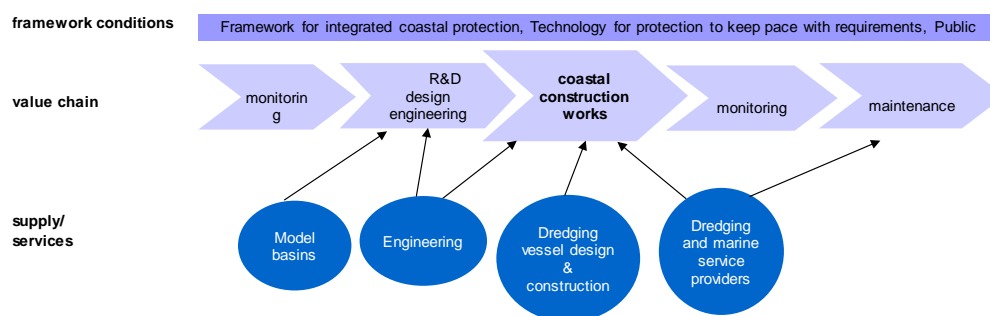 framework conditions
Framework for integrated coastal protection, Technology for protection to keep pace with requirements, Public
value chain
monitorin
g
R&D
design
engineering
coastal
construction
works
monitoring
maintenance
supply/
services
Model
basins
Engineering
Dredging
vessel design
&
construction
Dredging
and marine
service
providers